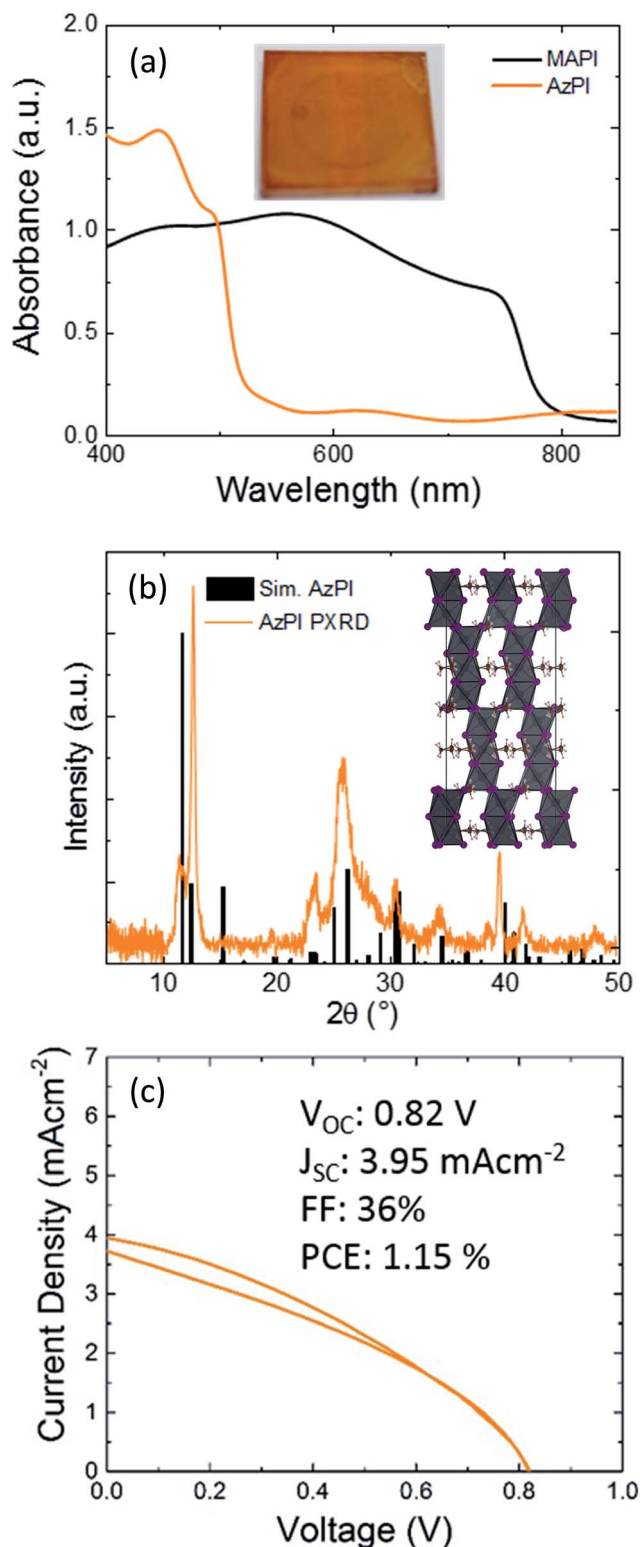 (a)
MAPI
AzPI
2.0
1.5
1.0
0.5
0.0
Absorbance (a.u.)
400
600
800
Wavelength (nm)
(b)
Sim. AzPI
AzPI PXRD
Intensity (a.u.)
10
20
30
40
50
2θ (°)
(c)
V_OC: 0.82 V
J_SC: 3.95 mAcm⁻²
FF: 36%
PCE: 1.15 %
7
6
5
4
3
2
1
0
Current Density (mAcm⁻²)
0.0
0.2
0.4
0.6
0.8
1.0
Voltage (V)